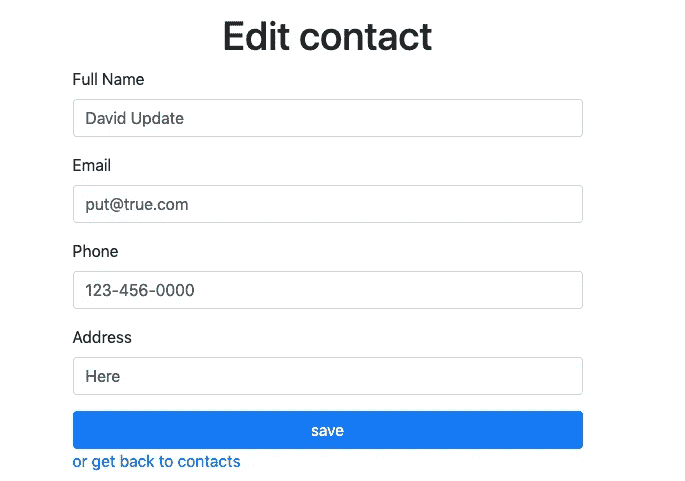 Edit contact
Full Name
David Update
Email
put@true.com
Phone
123-456-0000
Address
Here
save
or get back to contacts